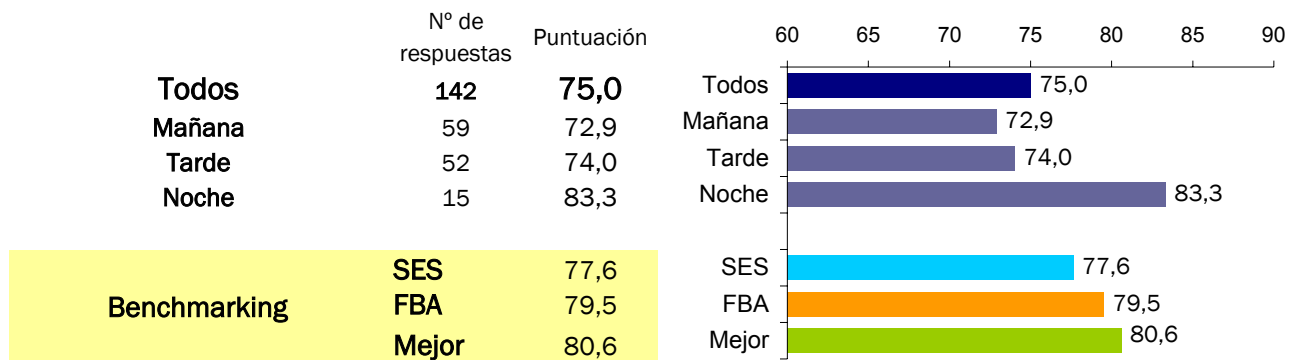 Nº de respuestas Puntuación
Todos 142 75,0
Mañana 59 72,9
Tarde 52 74,0
Noche 15 83,3
Benchmarking
SES 77,6
FBA 79,5
Mejor 80,6
60 65 70 75 80 85 90
Todos 75,0
Mañana 72,9
Tarde 74,0
Noche 83,3
SES 77,6
FBA 79,5
Mejor 80,6